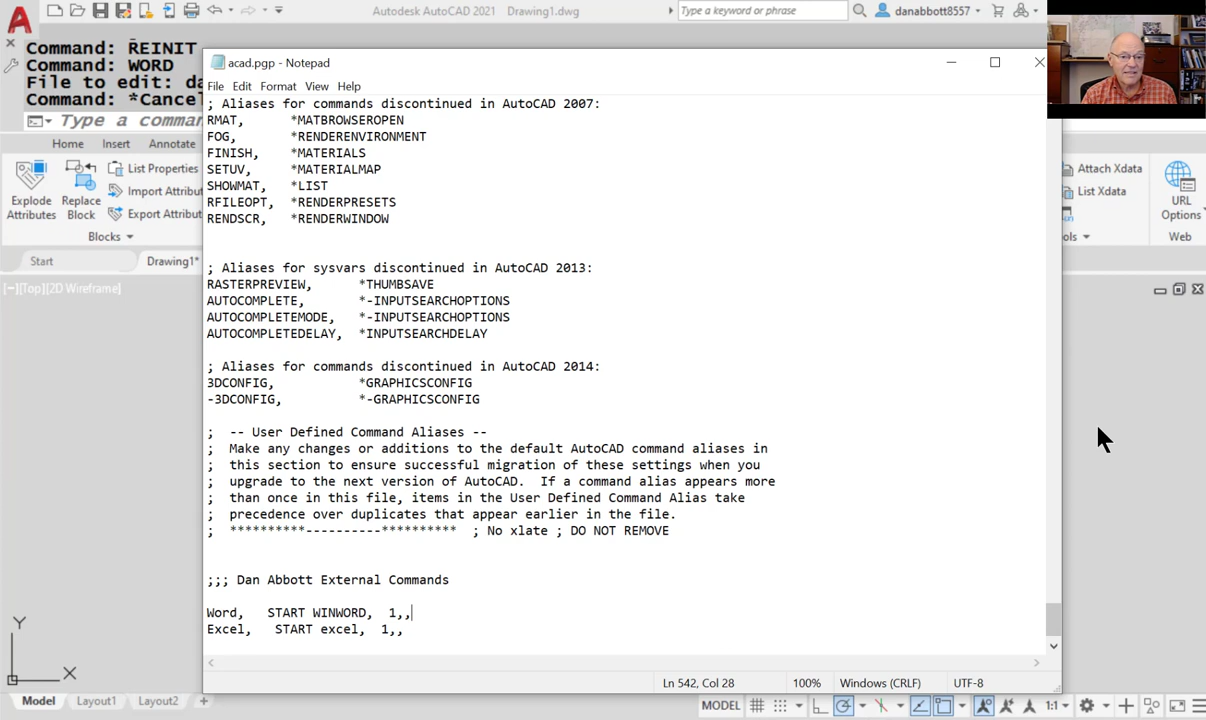 Autodesk AutoCAD 2021 Drawing1.dwg
Type a keyword or phrase
danabbott8557
Command: REINIT
Command: WORD
File to edit: da
Command: *Cancel
Type a comman
Home Insert Annotate
Explode Attributes
Replace Block
List Properties
Import Attribu
Export Attribut
Blocks
Attach Xdata
List Xdata
ols
URL Options
Web
Start Drawing1*
[−][Top][2D Wireframe]
acad.pgp - Notepad
File Edit Format View Help
; Aliases for commands discontinued in AutoCAD 2007:
RMAT, *MATBROWSEROPEN
FOG, *RENDERENVIRONMENT
FINISH, *MATERIALS
SETUV, *MATERIALMAP
SHOWMAT, *LIST
RFILEOPT, *RENDERPRESETS
RENDSCR, *RENDERWINDOW
; Aliases for sysvars discontinued in AutoCAD 2013:
RASTERPREVIEW, *THUMBSAVE
AUTOCOMPLETE, *-INPUTSEARCHOPTIONS
AUTOCOMPLETEMODE, *-INPUTSEARCHOPTIONS
AUTOCOMPLETEDELAY, *INPUTSEARCHDELAY
; Aliases for commands discontinued in AutoCAD 2014:
3DCONFIG, *GRAPHICSCONFIG
-3DCONFIG, *-GRAPHICSCONFIG
; -- User Defined Command Aliases --
; Make any changes or additions to the default AutoCAD command aliases in
; this section to ensure successful migration of these settings when you
; upgrade to the next version of AutoCAD. If a command alias appears more
; than once in this file, items in the User Defined Command Alias take
; precedence over duplicates that appear earlier in the file.
; **********----------********** ; No xlate ; DO NOT REMOVE
;;; Dan Abbott External Commands
Word, START WINWORD, 1,,
Excel, START excel, 1,,
Ln 542, Col 28 100% Windows (CRLF) UTF-8
Y
X
Model Layout1 Layout2 +
MODEL 1:1